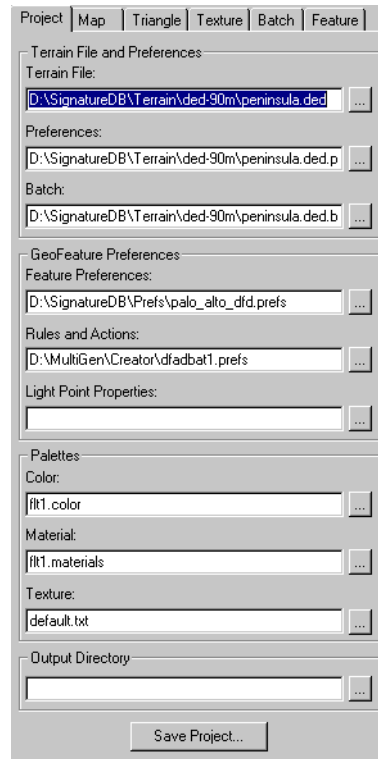 Project Map Triangle Texture Batch Feature
Terrain File and Preferences
Terrain File:
D:\SignatureDB\Terrain\ded-90m\peninsula.ded
...
Preferences:
D:\SignatureDB\Terrain\ded-90m\peninsula.ded.p
...
Batch:
D:\SignatureDB\Terrain\ded-90m\peninsula.ded.b
...
GeoFeature Preferences
Feature Preferences:
D:\SignatureDB\Prefs\palo_alto_dfd.prefs
...
Rules and Actions:
D:\MultiGen\Creator\dfadbat1.prefs
...
Light Point Properties:
...
Palettes
Color:
flt1.color
...
Material:
flt1.materials
...
Texture:
default.txt
...
Output Directory
...
Save Project...